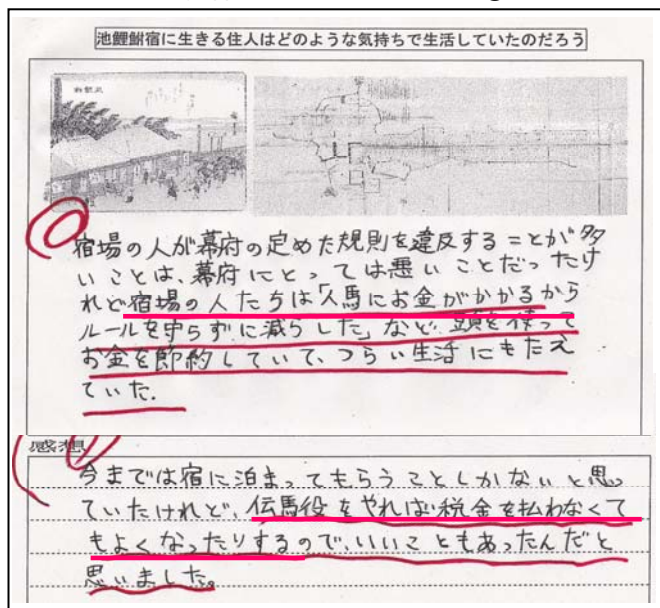 池鯉鮒宿に生きる住人はどのような気持ちで生活していたのだろう
宿場の人が幕府の定めた規則を違反することが多
いことは、幕府にとっては悪いことだったけ
れど宿場の人たちは「人馬にお金がかかるから
ルールを守らずに減らした」など、頭を使って
お金を節約していて、つらい生活にもたえ
ていた。
感想
今までは宿に泊まってもらうことしかないと思っ
ていたけれど、伝馬役をやれば税金を払わなくて
もよくなったりするので、いいこともあったんだと
思いました。